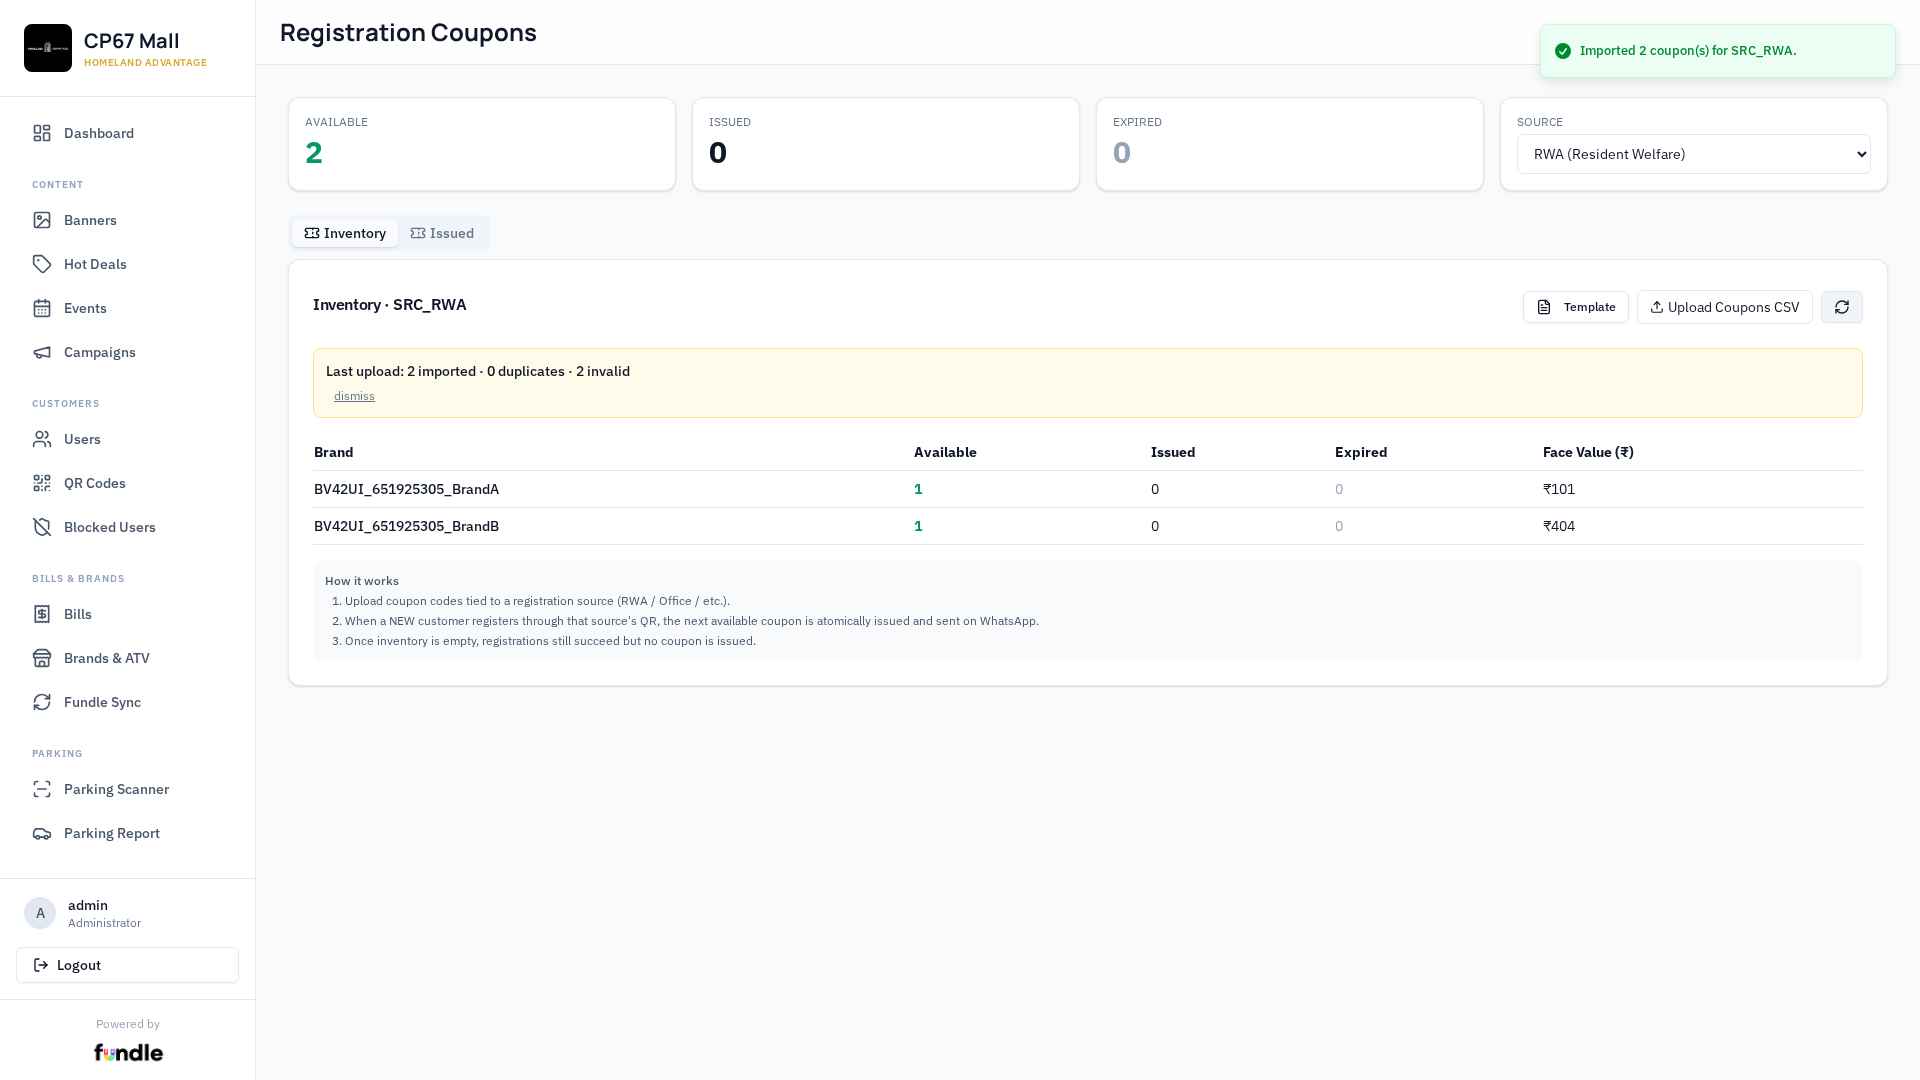 CP67 Mall
HOMELAND ADVANTAGE
Dashboard
CONTENT
Banners
Hot Deals
Events
Campaigns
CUSTOMERS
Users
QR Codes
Blocked Users
BILLS & BRANDS
Bills
Brands & ATV
Fundle Sync
PARKING
Parking Scanner
Parking Report
A
admin
Administrator
Logout
Powered by
fundle
Registration Coupons
Imported 2 coupon(s) for SRC_RWA.
AVAILABLE
2
ISSUED
0
EXPIRED
0
SOURCE
RWA (Resident Welfare)
Inventory
Issued
Inventory · SRC_RWA
Template
Upload Coupons CSV
Last upload: 2 imported · 0 duplicates · 2 invalid
dismiss
Brand Available Issued Expired Face Value (₹)
BV42UI_651925305_BrandA 1 0 0 ₹101
BV42UI_651925305_BrandB 1 0 0 ₹404
How it works
1. Upload coupon codes tied to a registration source (RWA / Office / etc.).
2. When a NEW customer registers through that source's QR, the next available coupon is atomically issued and sent on WhatsApp.
3. Once inventory is empty, registrations still succeed but no coupon is issued.